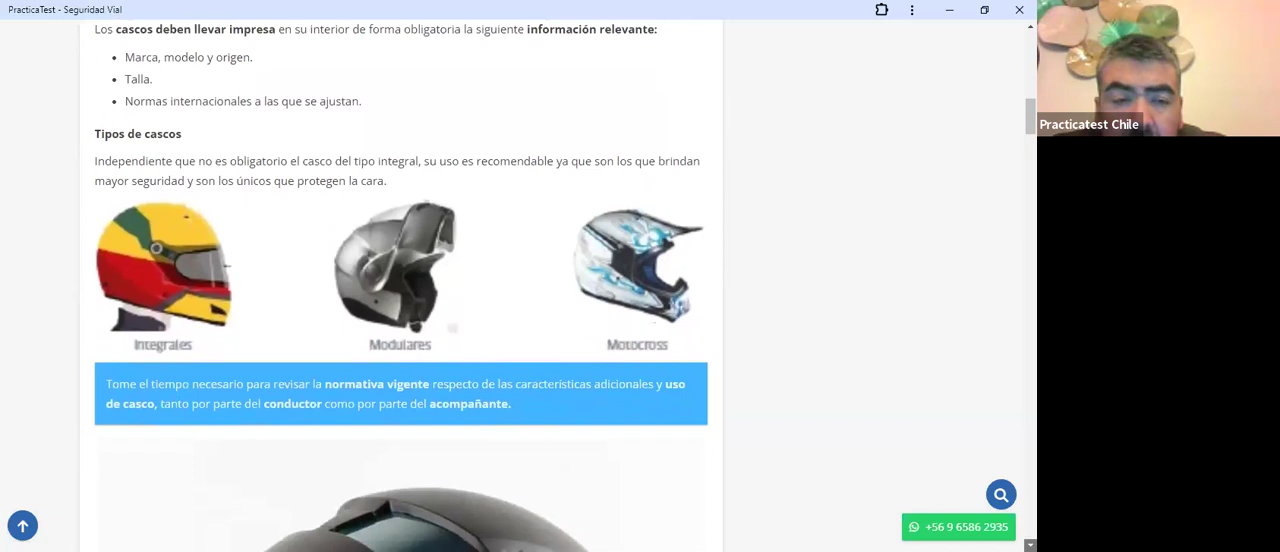 PracticaTest - Seguridad Vial
Los cascos deben llevar impresa en su interior de forma obligatoria la siguiente información relevante:
Marca, modelo y origen.
Talla.
Normas internacionales a las que se ajustan.
Tipos de cascos
Independiente que no es obligatorio el casco del tipo integral, su uso es recomendable ya que son los que brindan
mayor seguridad y son los únicos que protegen la cara.
Integrales
Modulares
Motocross
Tome el tiempo necesario para revisar la normativa vigente respecto de las características adicionales y uso
de casco, tanto por parte del conductor como por parte del acompañante.
+56 9 6586 2935
Practicatest Chile